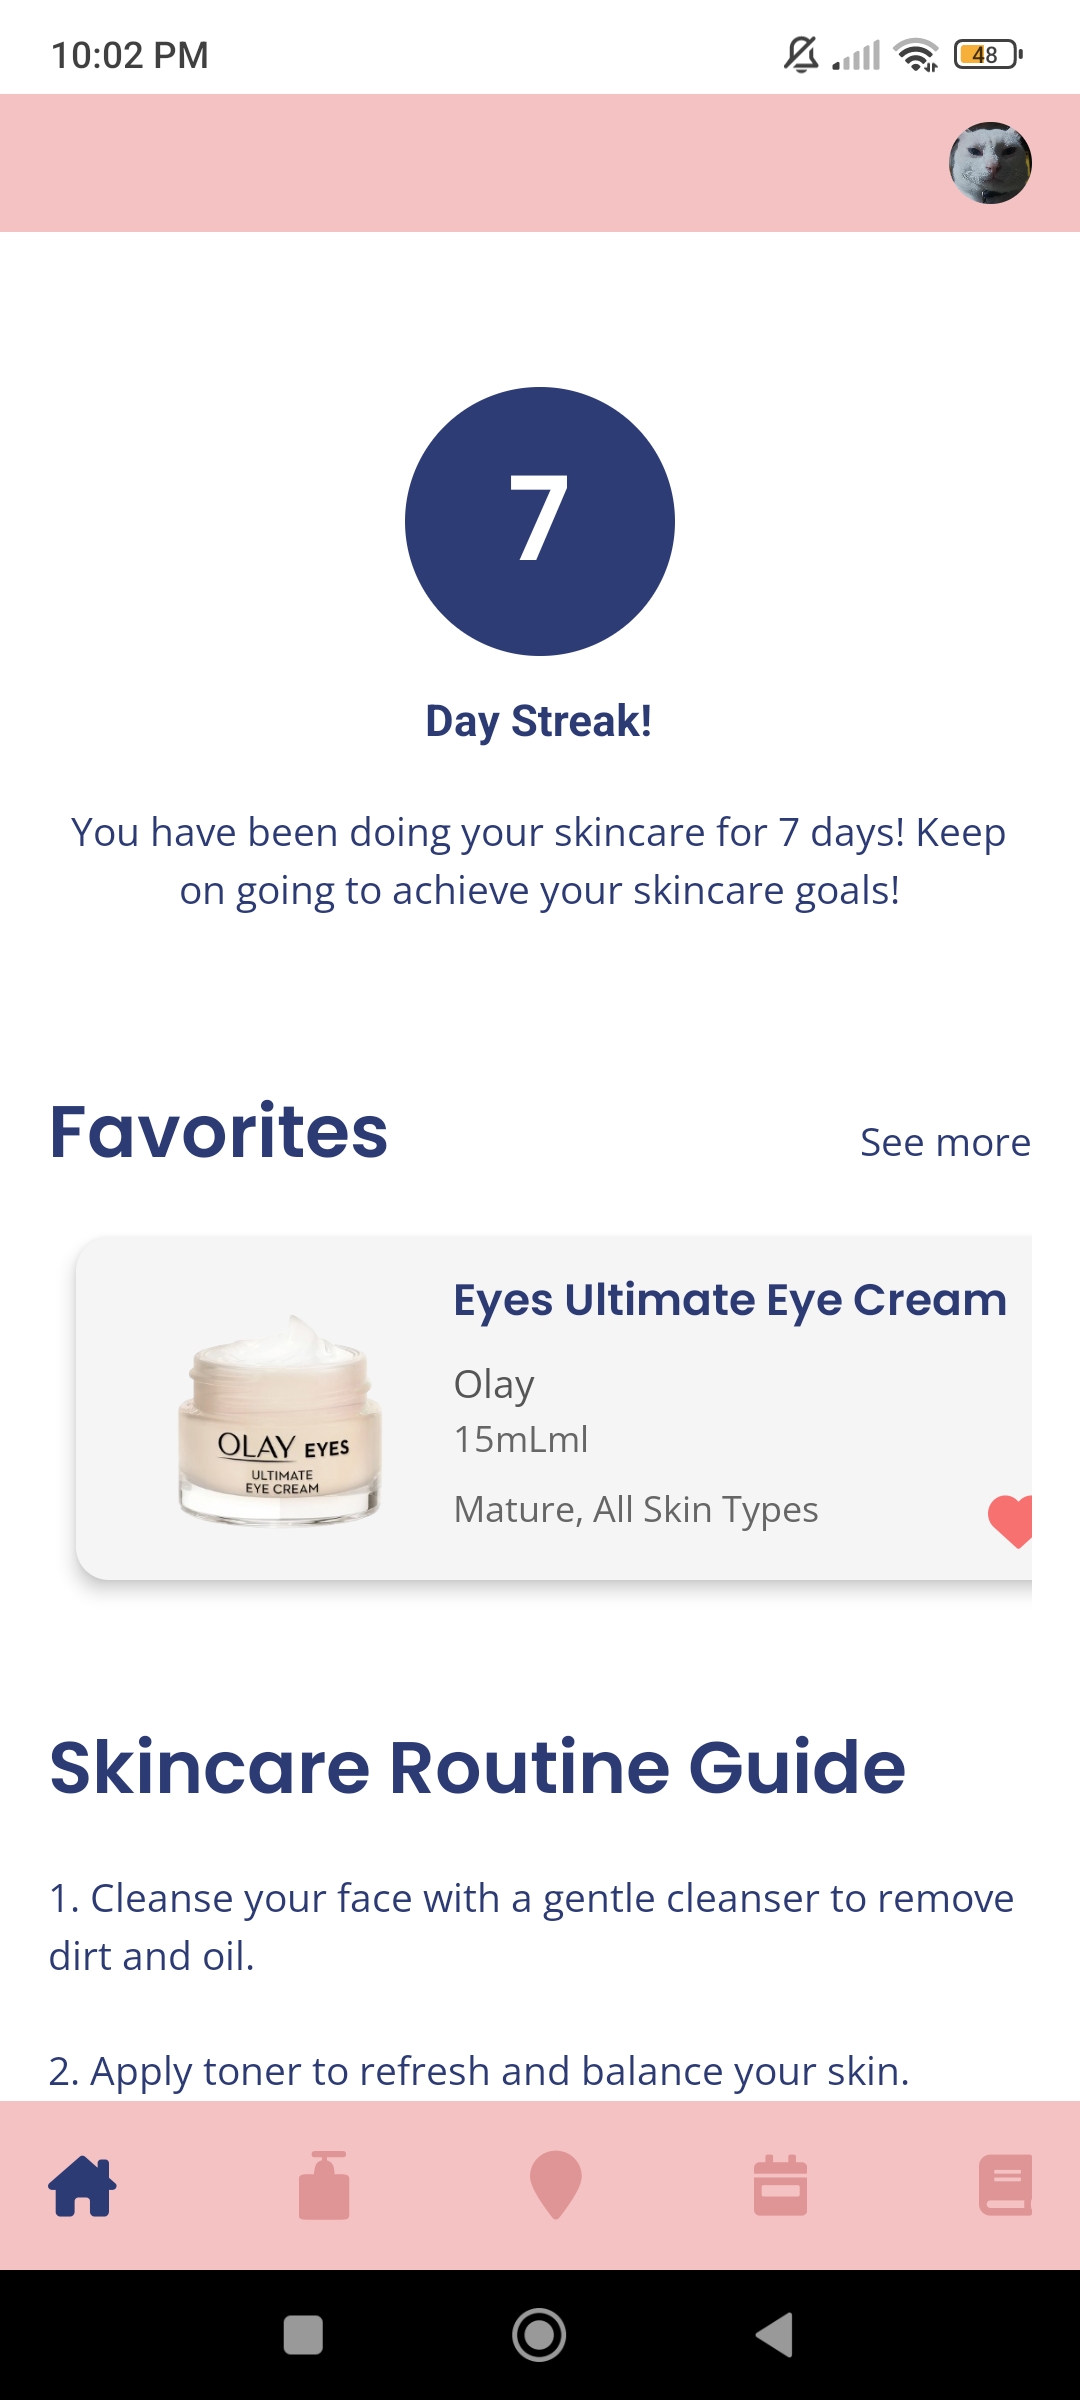 10:02 PM
48
7
Day Streak!
You have been doing your skincare for 7 days! Keep
on going to achieve your skincare goals!
Favorites
See more
Eyes Ultimate Eye Cream
Olay
15mLml
Mature, All Skin Types
OLAY EYES
ULTIMATE
EYE CREAM
Skincare Routine Guide
1. Cleanse your face with a gentle cleanser to remove
dirt and oil.
2. Apply toner to refresh and balance your skin.